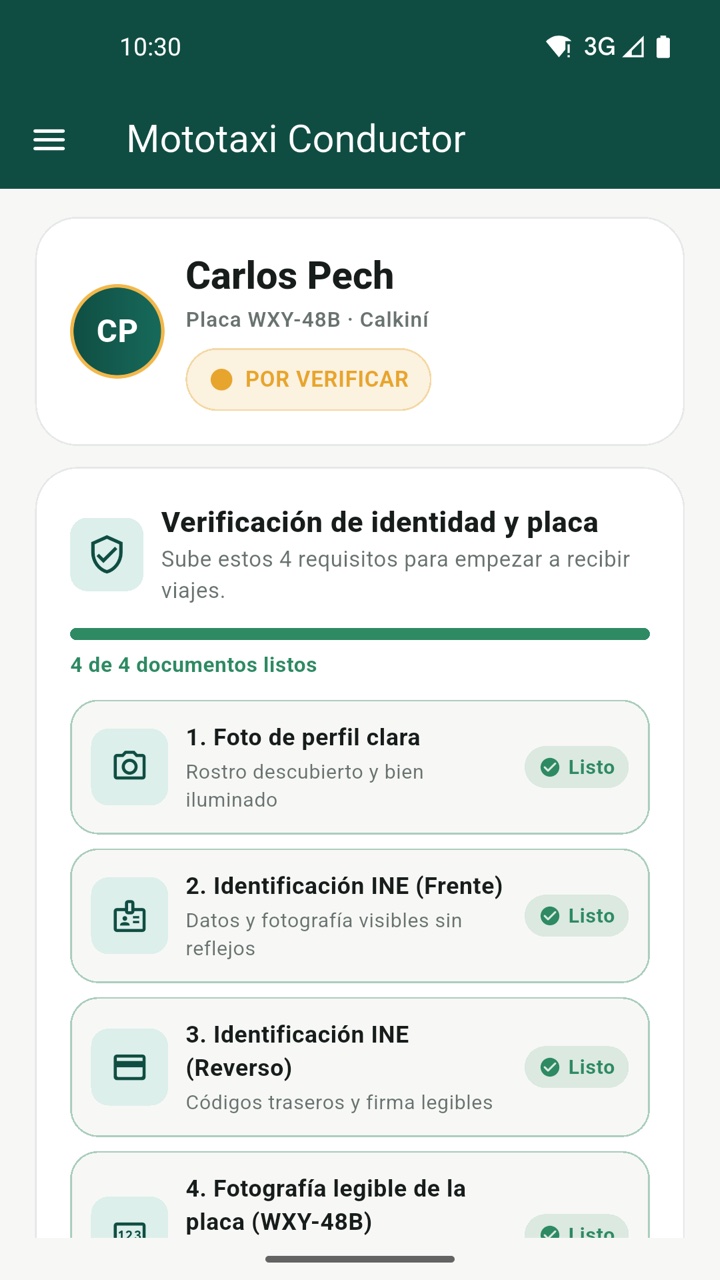 10:30
3G
Mototaxi Conductor
CP
Carlos Pech
Placa WXY-48B · Calkiní
POR VERIFICAR
Verificación de identidad y placa
Sube estos 4 requisitos para empezar a recibir
viajes.
4 de 4 documentos listos
1. Foto de perfil clara
Rostro descubierto y bien
iluminado
Listo
2. Identificación INE (Frente)
Datos y fotografía visibles sin
reflejos
Listo
3. Identificación INE
(Reverso)
Códigos traseros y firma legibles
Listo
4. Fotografía legible de la
placa (WXY-48B)
123
Listo